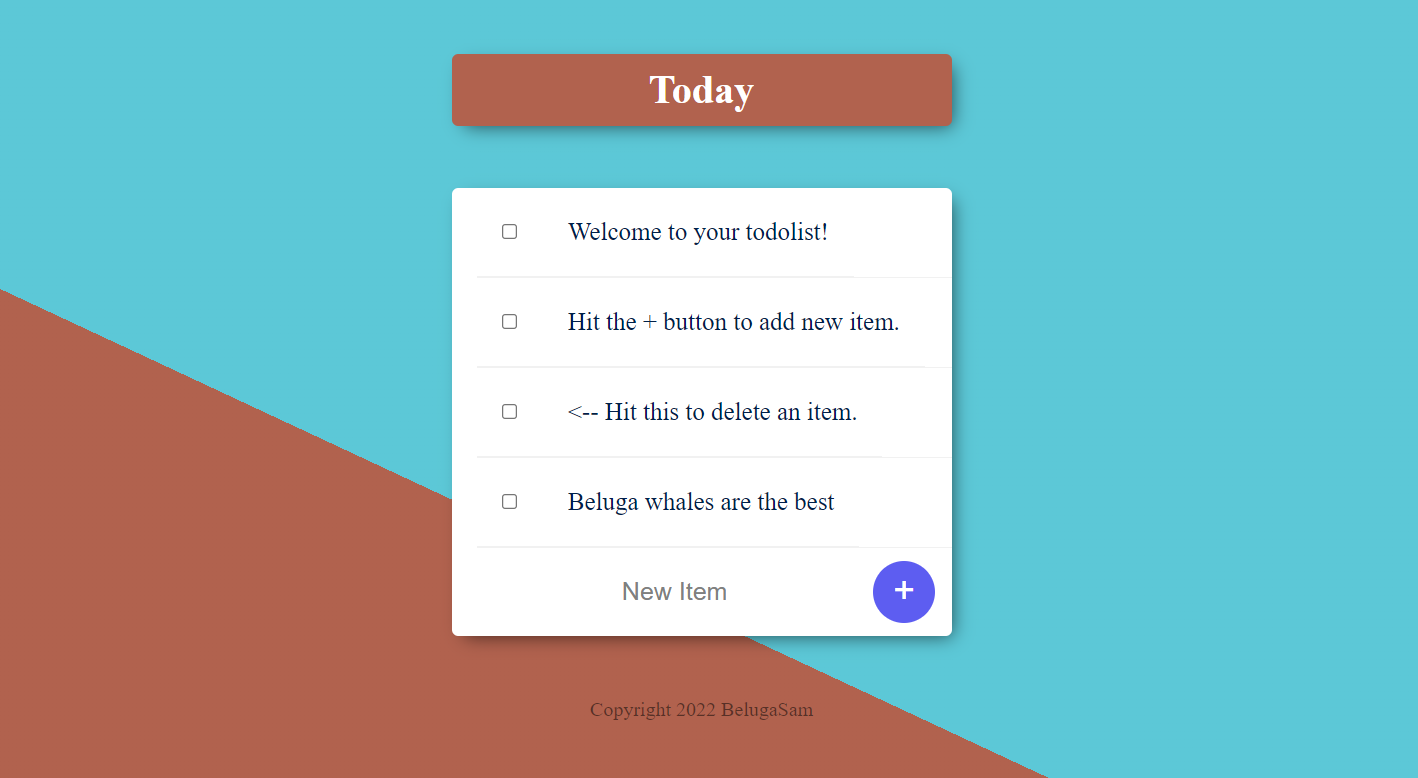 Today
Welcome to your todolist!
Hit the + button to add new item.
<-- Hit this to delete an item.
Beluga whales are the best
New Item
+
Copyright 2022 BelugaSam